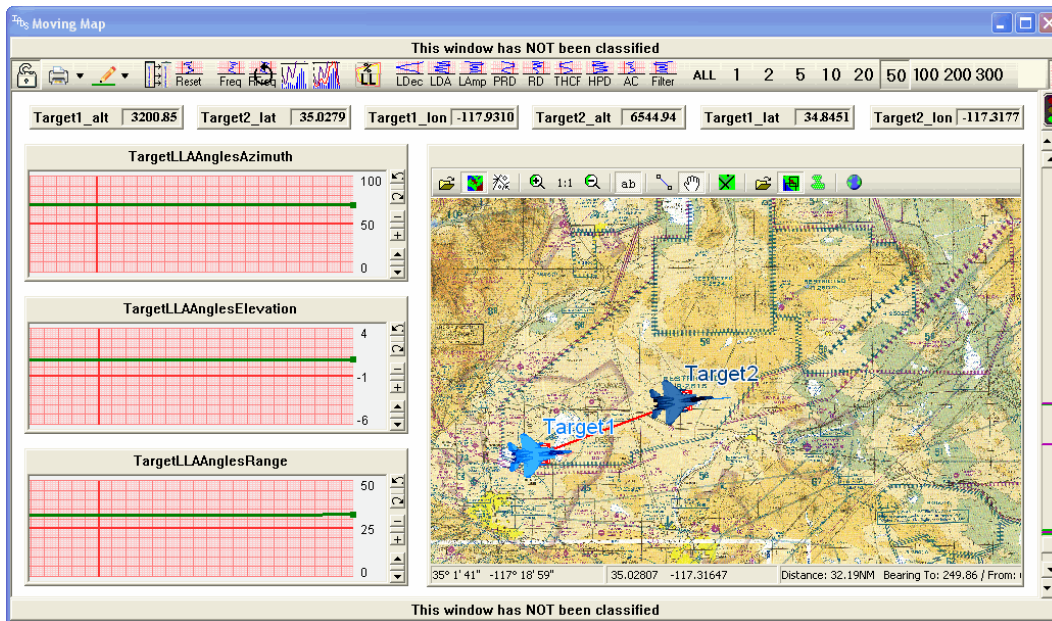 IADS Moving Map
This window has NOT been classified
Reset Freq RFreq LL LDec LDA LAmp PRD RD THCF HPD AC Filter ALL 1 2 5 10 20 50 100 200 300
Target1_alt 3200.85 Target2_lat 35.0279 Target1_lon -117.9310 Target2_alt 6544.94 Target1_lat 34.8451 Target2_lon -117.3177
TargetLLAAnglesAzimuth
100
50
0
TargetLLAAnglesElevation
4
-1
-6
TargetLLAAnglesRange
50
25
0
1:1 ab
Target2
Target1
35° 1' 41" -117° 18' 59" 35.02807 -117.31647 Distance: 32.19NM Bearing To: 249.86 / From:
This window has NOT been classified